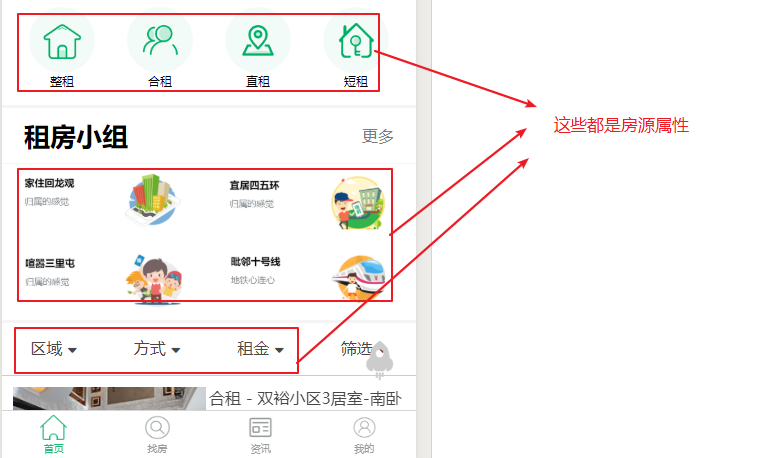 整租 合租 直租 短租
这些都是房源属性
租房小组 更多
家住回龙观 宜居四五环
归属的感觉 归属的感觉
喧嚣三里屯 毗邻十号线
归属的感觉 地铁心连心
区域 方式 租金 筛选
合租 - 双裕小区3居室-南卧
首页 找房 资讯 我的